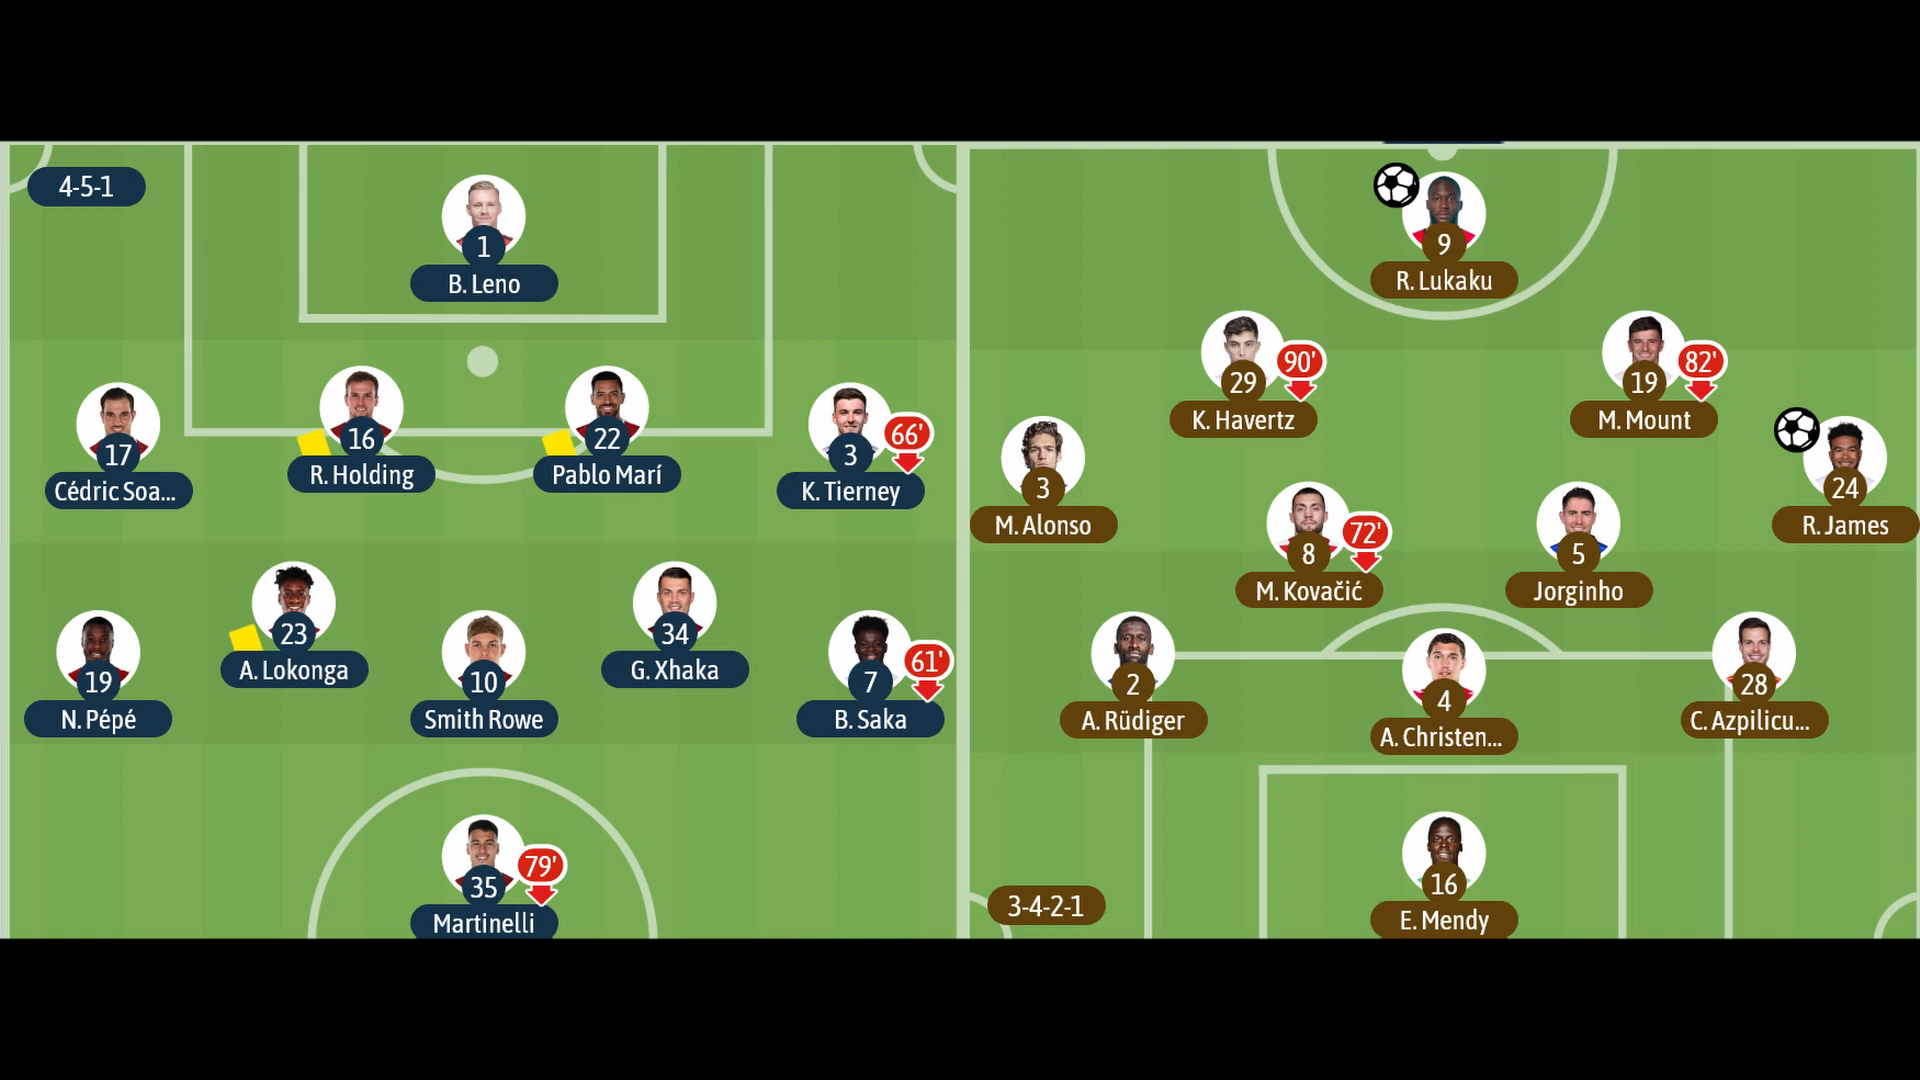 4-5-1
1
B. Leno
17
Cédric Soa...
16
R. Holding
22
Pablo Marí
3
66'
K. Tierney
19
N. Pépé
23
A. Lokonga
10
Smith Rowe
34
G. Xhaka
7
61'
B. Saka
35
79'
Martinelli
9
R. Lukaku
29
90'
K. Havertz
19
82'
M. Mount
3
M. Alonso
8
72'
M. Kovačić
5
Jorginho
24
R. James
2
A. Rüdiger
4
A. Christen...
28
C. Azpilicu...
3-4-2-1
16
E. Mendy